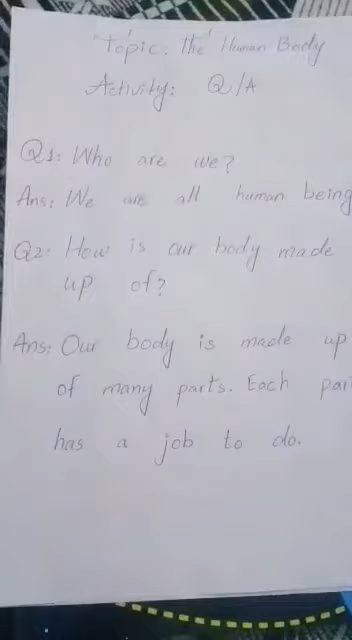 Topic: The Human Body
Activity: Q/A
Q1: Who are we?
Ans: We are all human being
Q2: How is our body made
up of?
Ans: Our body is made up
of many parts. Each par
has a job to do.